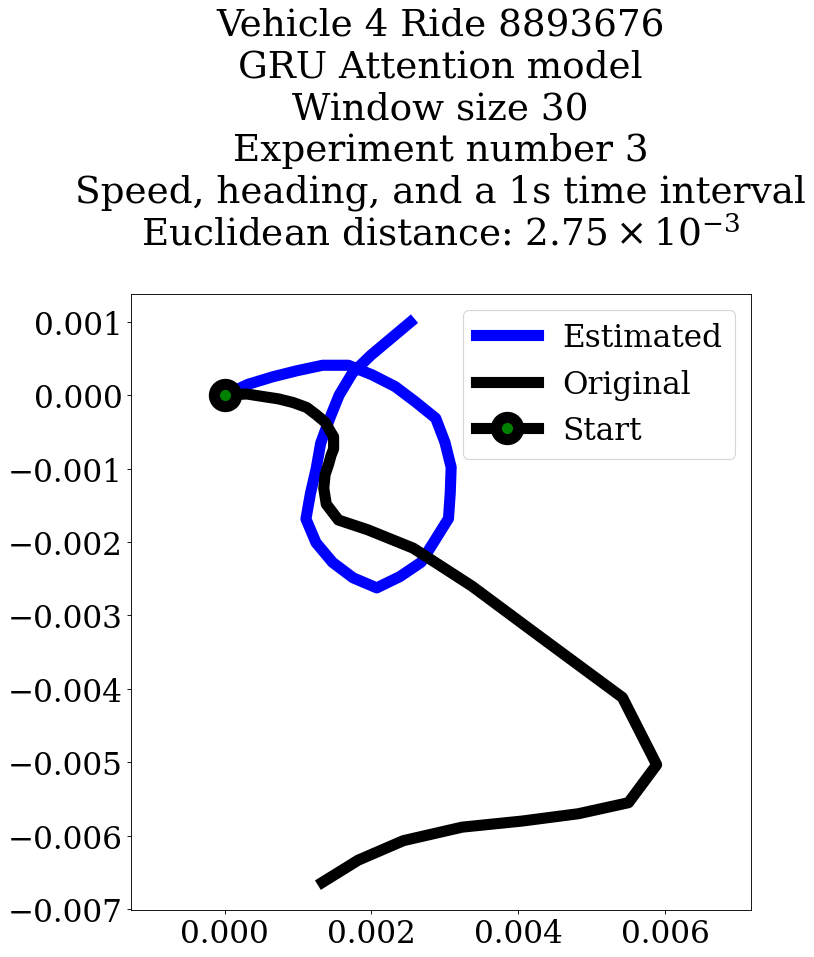 Vehicle 4 Ride 8893676
GRU Attention model
Window size 30
Experiment number 3
Speed, heading, and a 1s time interval
Euclidean distance: 2.75 × 10⁻³
Estimated
Original
Start
0.001
0.000
−0.001
−0.002
−0.003
−0.004
−0.005
−0.006
−0.007
0.000 0.002 0.004 0.006